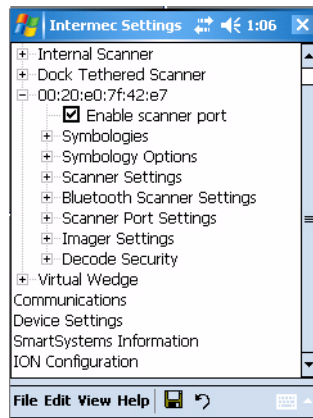 Intermec Settings 1:06
Internal Scanner
Dock Tethered Scanner
00:20:e0:7f:42:e7
Enable scanner port
Symbologies
Symbology Options
Scanner Settings
Bluetooth Scanner Settings
Scanner Port Settings
Imager Settings
Decode Security
Virtual Wedge
Communications
Device Settings
SmartSystems Information
ION Configuration
File Edit View Help